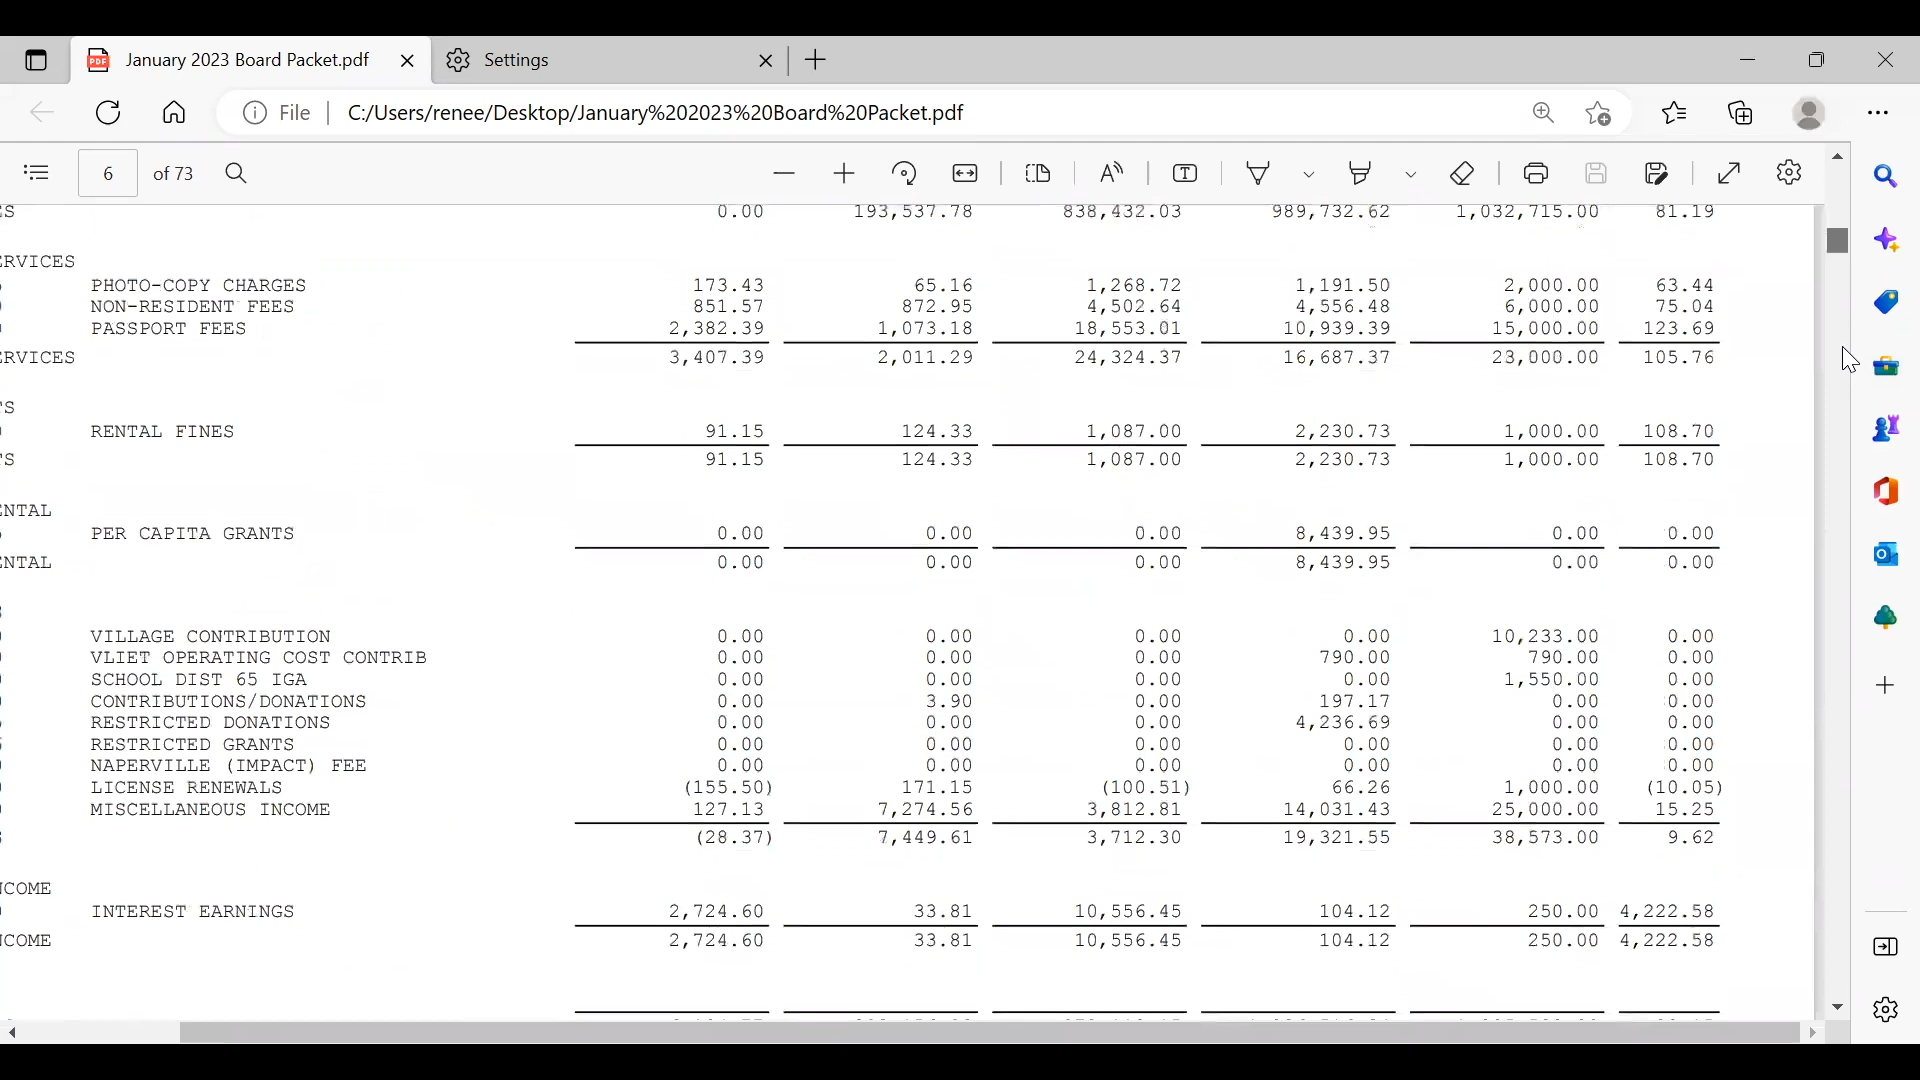 January 2023 Board Packet.pdf
Settings
File
C:/Users/renee/Desktop/January%202023%20Board%20Packet.pdf
6 of 73
ES 0.00 193,537.78 838,432.03 989,732.62 1,032,715.00 81.19
ERVICES
PHOTO-COPY CHARGES 173.43 65.16 1,268.72 1,191.50 2,000.00 63.44
NON-RESIDENT FEES 851.57 872.95 4,502.64 4,556.48 6,000.00 75.04
PASSPORT FEES 2,382.39 1,073.18 18,553.01 10,939.39 15,000.00 123.69
ERVICES 3,407.39 2,011.29 24,324.37 16,687.37 23,000.00 105.76
TS
RENTAL FINES 91.15 124.33 1,087.00 2,230.73 1,000.00 108.70
TS 91.15 124.33 1,087.00 2,230.73 1,000.00 108.70
ENTAL
PER CAPITA GRANTS 0.00 0.00 0.00 8,439.95 0.00 0.00
ENTAL 0.00 0.00 0.00 8,439.95 0.00 0.00
VILLAGE CONTRIBUTION 0.00 0.00 0.00 0.00 10,233.00 0.00
VLIET OPERATING COST CONTRIB 0.00 0.00 0.00 790.00 790.00 0.00
SCHOOL DIST 65 IGA 0.00 0.00 0.00 0.00 1,550.00 0.00
CONTRIBUTIONS/DONATIONS 0.00 3.90 0.00 197.17 0.00 0.00
RESTRICTED DONATIONS 0.00 0.00 0.00 4,236.69 0.00 0.00
RESTRICTED GRANTS 0.00 0.00 0.00 0.00 0.00 0.00
NAPERVILLE (IMPACT) FEE 0.00 0.00 0.00 0.00 0.00 0.00
LICENSE RENEWALS (155.50) 171.15 (100.51) 66.26 1,000.00 (10.05)
MISCELLANEOUS INCOME 127.13 7,274.56 3,812.81 14,031.43 25,000.00 15.25
(28.37) 7,449.61 3,712.30 19,321.55 38,573.00 9.62
NCOME
INTEREST EARNINGS 2,724.60 33.81 10,556.45 104.12 250.00 4,222.58
NCOME 2,724.60 33.81 10,556.45 104.12 250.00 4,222.58